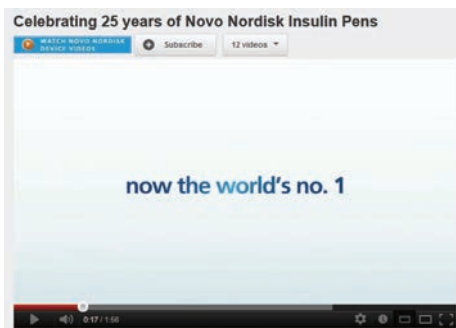 Celebrating 25 years of Novo Nordisk Insulin Pens
WATCH NOVO NORDISK
DEVICE VIDEOS
Subscribe
12 videos
now the world's no. 1
0:17 / 1:56